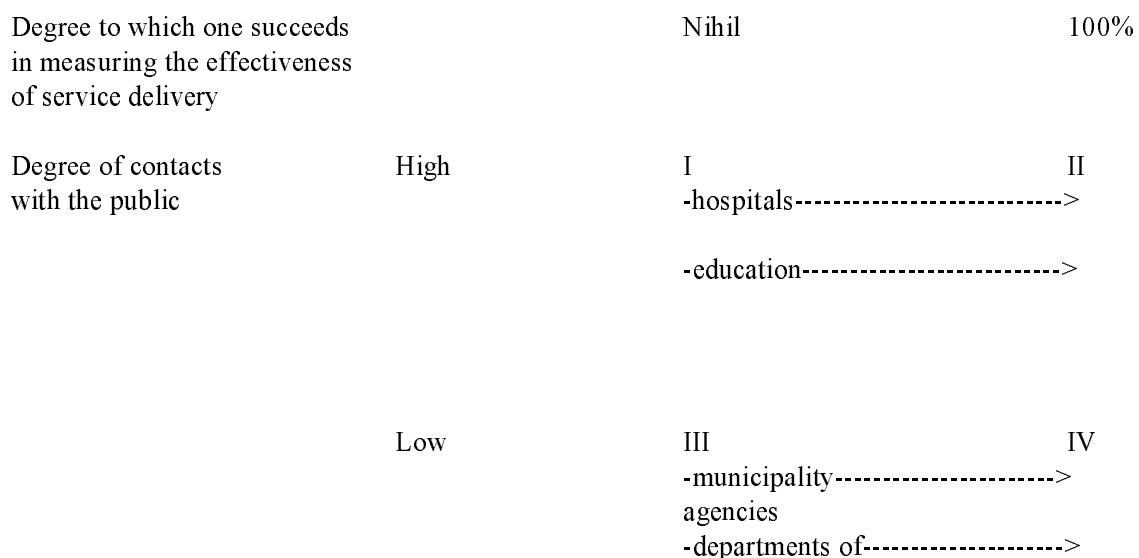 Degree to which one succeeds Nihil 100%
in measuring the effectiveness
of service delivery
Degree of contacts High I II
with the public -hospitals--------------------------->
-education-------------------------->
Low III IV
-municipality---------------------->
agencies
-departments of---------------------->